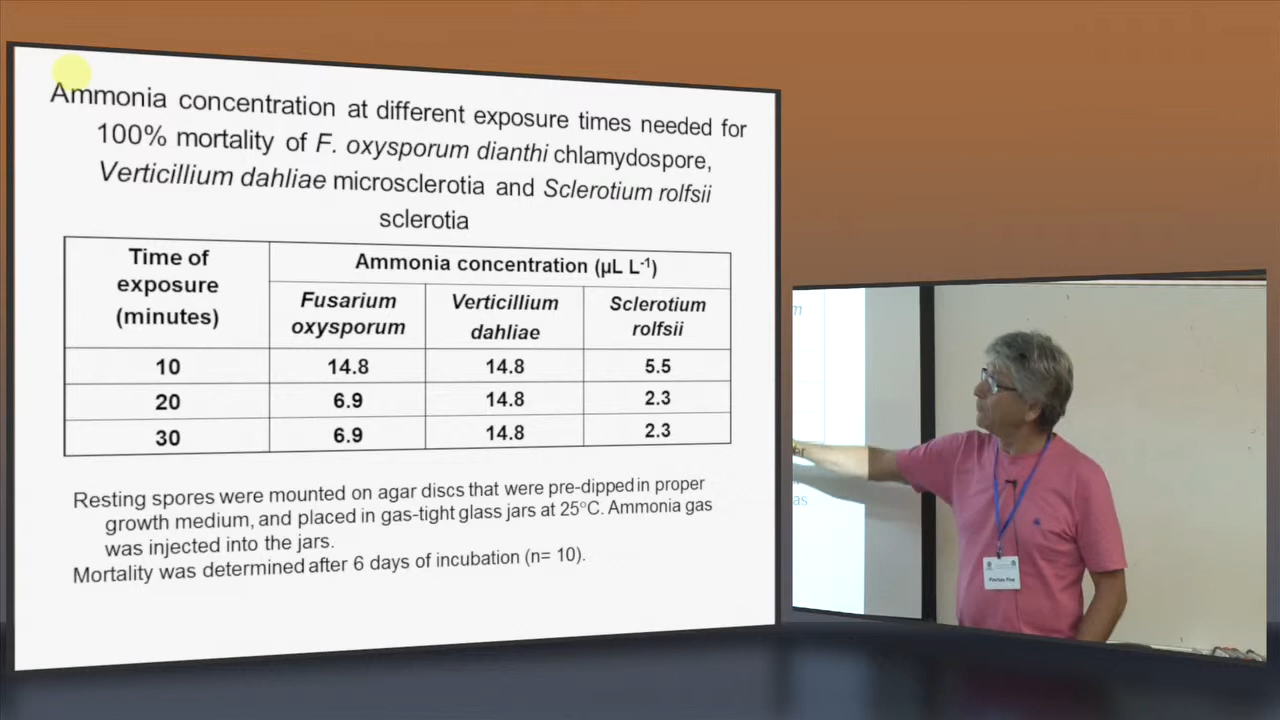 Ammonia concentration at different exposure times needed for
100% mortality of F. oxysporum dianthi chlamydospore,
Verticillium dahliae microsclerotia and Sclerotium rolfsii
sclerotia
Time of
exposure
(minutes)
Ammonia concentration (µL L-1)
Fusarium
oxysporum
Verticillium
dahliae
Sclerotium
rolfsii
10 14.8 14.8 5.5
20 6.9 14.8 2.3
30 6.9 14.8 2.3
Resting spores were mounted on agar discs that were pre-dipped in proper
growth medium, and placed in gas-tight glass jars at 25°C. Ammonia gas
was injected into the jars.
Mortality was determined after 6 days of incubation (n= 10).
m
er
as